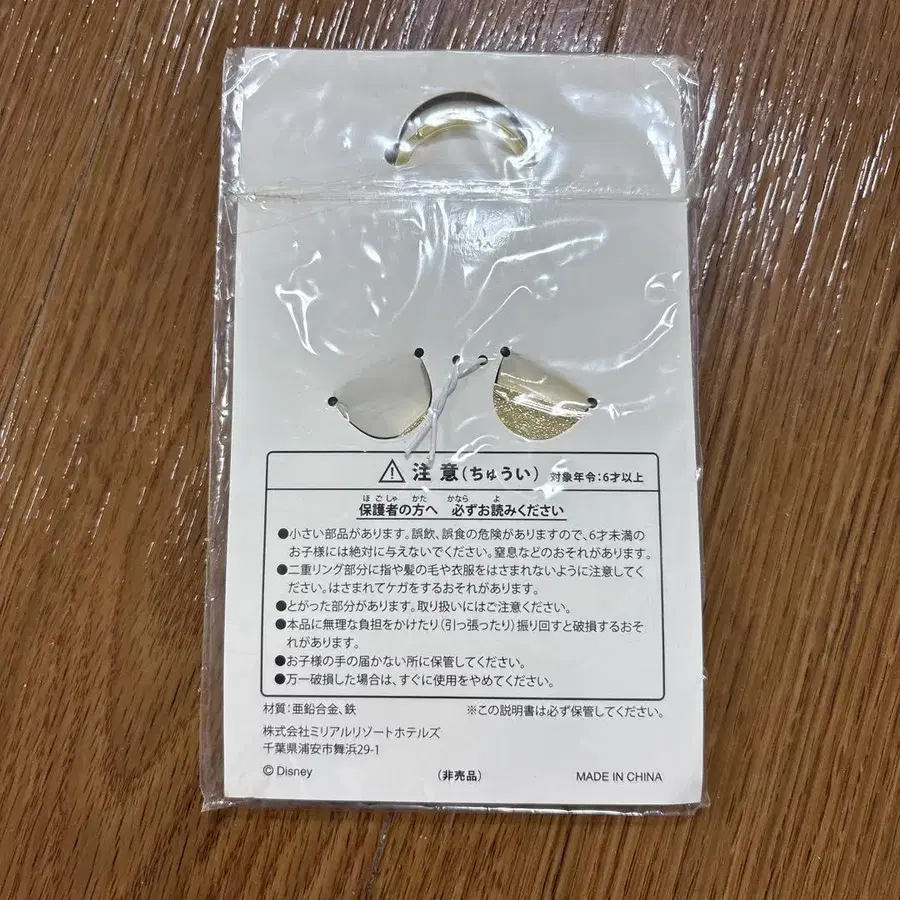 ⚠ 注意(ちゅうい) 対象年令:6才以上
ほごしゃ かた かなら よ
保護者の方へ 必ずお読みください
●小さい部品があります。誤飲、誤食の危険がありますので、6才未満の
お子様には絶対に与えないでください。窒息などのおそれがあります。
●二重リング部分に指や髪の毛や衣服をはさまれないように注意してく
ださい。はさまれてケガをするおそれがあります。
●とがった部分があります。取り扱いにはご注意ください。
●本品に無理な負担をかけたり(引っ張ったり)振り回すと破損するおそ
れがあります。
●お子様の手の届かない所に保管してください。
●万一破損した場合は、すぐに使用をやめてください。
材質:亜鉛合金、鉄 ※この説明書は必ず保管してください。
株式会社ミリアルリゾートホテルズ
千葉県浦安市舞浜29-1
© Disney (非売品) MADE IN CHINA